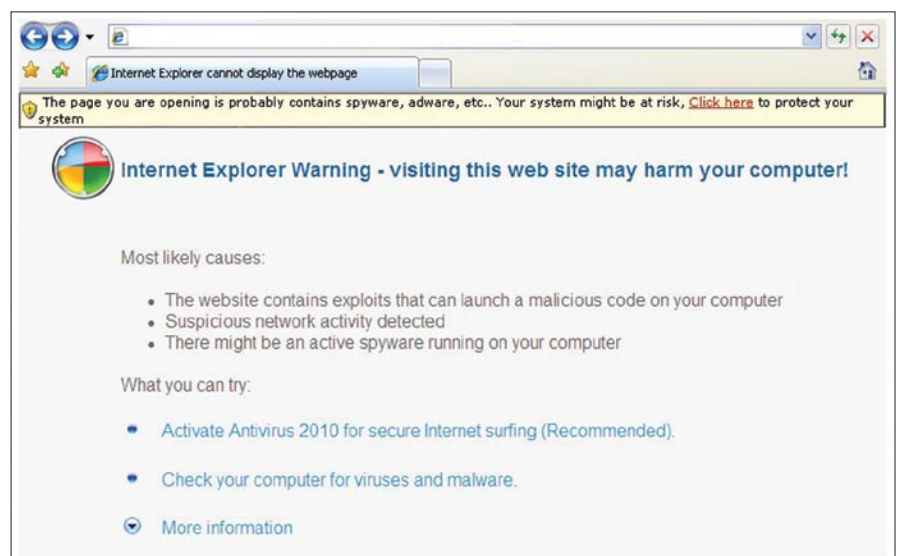 Internet Explorer cannot display the webpage
The page you are opening is probably contains spyware, adware, etc.. Your system might be at risk, Click here to protect your
system
Internet Explorer Warning - visiting this web site may harm your computer!
Most likely causes:
The website contains exploits that can launch a malicious code on your computer
Suspicious network activity detected
There might be an active spyware running on your computer
What you can try:
Activate Antivirus 2010 for secure Internet surfing (Recommended).
Check your computer for viruses and malware.
More information